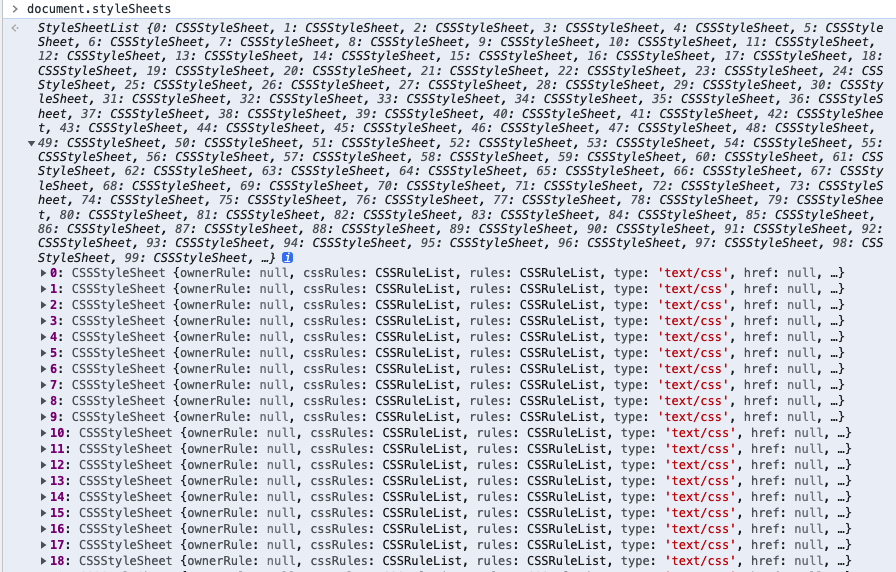 document.styleSheets
StyleSheetList {0: CSSStyleSheet, 1: CSSStyleSheet, 2: CSSStyleSheet, 3: CSSStyleSheet, 4: CSSStyleSheet, 5: CSSStyle
Sheet, 6: CSSStyleSheet, 7: CSSStyleSheet, 8: CSSStyleSheet, 9: CSSStyleSheet, 10: CSSStyleSheet, 11: CSSStyleSheet,
12: CSSStyleSheet, 13: CSSStyleSheet, 14: CSSStyleSheet, 15: CSSStyleSheet, 16: CSSStyleSheet, 17: CSSStyleSheet, 18:
CSSStyleSheet, 19: CSSStyleSheet, 20: CSSStyleSheet, 21: CSSStyleSheet, 22: CSSStyleSheet, 23: CSSStyleSheet, 24: CSS
StyleSheet, 25: CSSStyleSheet, 26: CSSStyleSheet, 27: CSSStyleSheet, 28: CSSStyleSheet, 29: CSSStyleSheet, 30: CSSSty
leSheet, 31: CSSStyleSheet, 32: CSSStyleSheet, 33: CSSStyleSheet, 34: CSSStyleSheet, 35: CSSStyleSheet, 36: CSSStyleS
heet, 37: CSSStyleSheet, 38: CSSStyleSheet, 39: CSSStyleSheet, 40: CSSStyleSheet, 41: CSSStyleSheet, 42: CSSStyleShee
t, 43: CSSStyleSheet, 44: CSSStyleSheet, 45: CSSStyleSheet, 46: CSSStyleSheet, 47: CSSStyleSheet, 48: CSSStyleSheet,
49: CSSStyleSheet, 50: CSSStyleSheet, 51: CSSStyleSheet, 52: CSSStyleSheet, 53: CSSStyleSheet, 54: CSSStyleSheet, 55:
CSSStyleSheet, 56: CSSStyleSheet, 57: CSSStyleSheet, 58: CSSStyleSheet, 59: CSSStyleSheet, 60: CSSStyleSheet, 61: CSS
StyleSheet, 62: CSSStyleSheet, 63: CSSStyleSheet, 64: CSSStyleSheet, 65: CSSStyleSheet, 66: CSSStyleSheet, 67: CSSSty
leSheet, 68: CSSStyleSheet, 69: CSSStyleSheet, 70: CSSStyleSheet, 71: CSSStyleSheet, 72: CSSStyleSheet, 73: CSSStyleS
heet, 74: CSSStyleSheet, 75: CSSStyleSheet, 76: CSSStyleSheet, 77: CSSStyleSheet, 78: CSSStyleSheet, 79: CSSStyleShee
t, 80: CSSStyleSheet, 81: CSSStyleSheet, 82: CSSStyleSheet, 83: CSSStyleSheet, 84: CSSStyleSheet, 85: CSSStyleSheet,
86: CSSStyleSheet, 87: CSSStyleSheet, 88: CSSStyleSheet, 89: CSSStyleSheet, 90: CSSStyleSheet, 91: CSSStyleSheet, 92:
CSSStyleSheet, 93: CSSStyleSheet, 94: CSSStyleSheet, 95: CSSStyleSheet, 96: CSSStyleSheet, 97: CSSStyleSheet, 98: CSS
StyleSheet, 99: CSSStyleSheet, …} i
0: CSSStyleSheet {ownerRule: null, cssRules: CSSRuleList, rules: CSSRuleList, type: 'text/css', href: null, …}
1: CSSStyleSheet {ownerRule: null, cssRules: CSSRuleList, rules: CSSRuleList, type: 'text/css', href: null, …}
2: CSSStyleSheet {ownerRule: null, cssRules: CSSRuleList, rules: CSSRuleList, type: 'text/css', href: null, …}
3: CSSStyleSheet {ownerRule: null, cssRules: CSSRuleList, rules: CSSRuleList, type: 'text/css', href: null, …}
4: CSSStyleSheet {ownerRule: null, cssRules: CSSRuleList, rules: CSSRuleList, type: 'text/css', href: null, …}
5: CSSStyleSheet {ownerRule: null, cssRules: CSSRuleList, rules: CSSRuleList, type: 'text/css', href: null, …}
6: CSSStyleSheet {ownerRule: null, cssRules: CSSRuleList, rules: CSSRuleList, type: 'text/css', href: null, …}
7: CSSStyleSheet {ownerRule: null, cssRules: CSSRuleList, rules: CSSRuleList, type: 'text/css', href: null, …}
8: CSSStyleSheet {ownerRule: null, cssRules: CSSRuleList, rules: CSSRuleList, type: 'text/css', href: null, …}
9: CSSStyleSheet {ownerRule: null, cssRules: CSSRuleList, rules: CSSRuleList, type: 'text/css', href: null, …}
10: CSSStyleSheet {ownerRule: null, cssRules: CSSRuleList, rules: CSSRuleList, type: 'text/css', href: null, …}
11: CSSStyleSheet {ownerRule: null, cssRules: CSSRuleList, rules: CSSRuleList, type: 'text/css', href: null, …}
12: CSSStyleSheet {ownerRule: null, cssRules: CSSRuleList, rules: CSSRuleList, type: 'text/css', href: null, …}
13: CSSStyleSheet {ownerRule: null, cssRules: CSSRuleList, rules: CSSRuleList, type: 'text/css', href: null, …}
14: CSSStyleSheet {ownerRule: null, cssRules: CSSRuleList, rules: CSSRuleList, type: 'text/css', href: null, …}
15: CSSStyleSheet {ownerRule: null, cssRules: CSSRuleList, rules: CSSRuleList, type: 'text/css', href: null, …}
16: CSSStyleSheet {ownerRule: null, cssRules: CSSRuleList, rules: CSSRuleList, type: 'text/css', href: null, …}
17: CSSStyleSheet {ownerRule: null, cssRules: CSSRuleList, rules: CSSRuleList, type: 'text/css', href: null, …}
18: CSSStyleSheet {ownerRule: null, cssRules: CSSRuleList, rules: CSSRuleList, type: 'text/css', href: null, …}